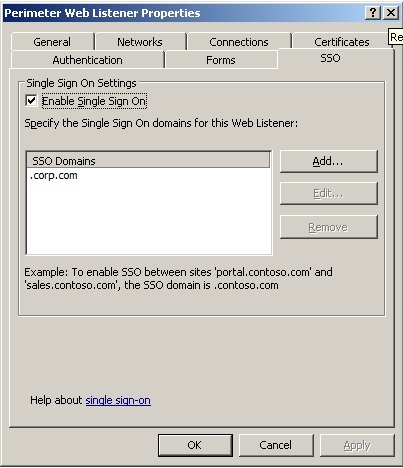 Perimeter Web Listener Properties
? X
Re
General Networks Connections Certificates
Authentication Forms SSO
Single Sign On Settings
Enable Single Sign On
Specify the Single Sign On domains for this Web Listener:
SSO Domains
.corp.com
Add...
Edit...
Remove
Example: To enable SSO between sites 'portal.contoso.com' and
'sales.contoso.com', the SSO domain is .contoso.com
Help about single sign-on
OK Cancel Apply